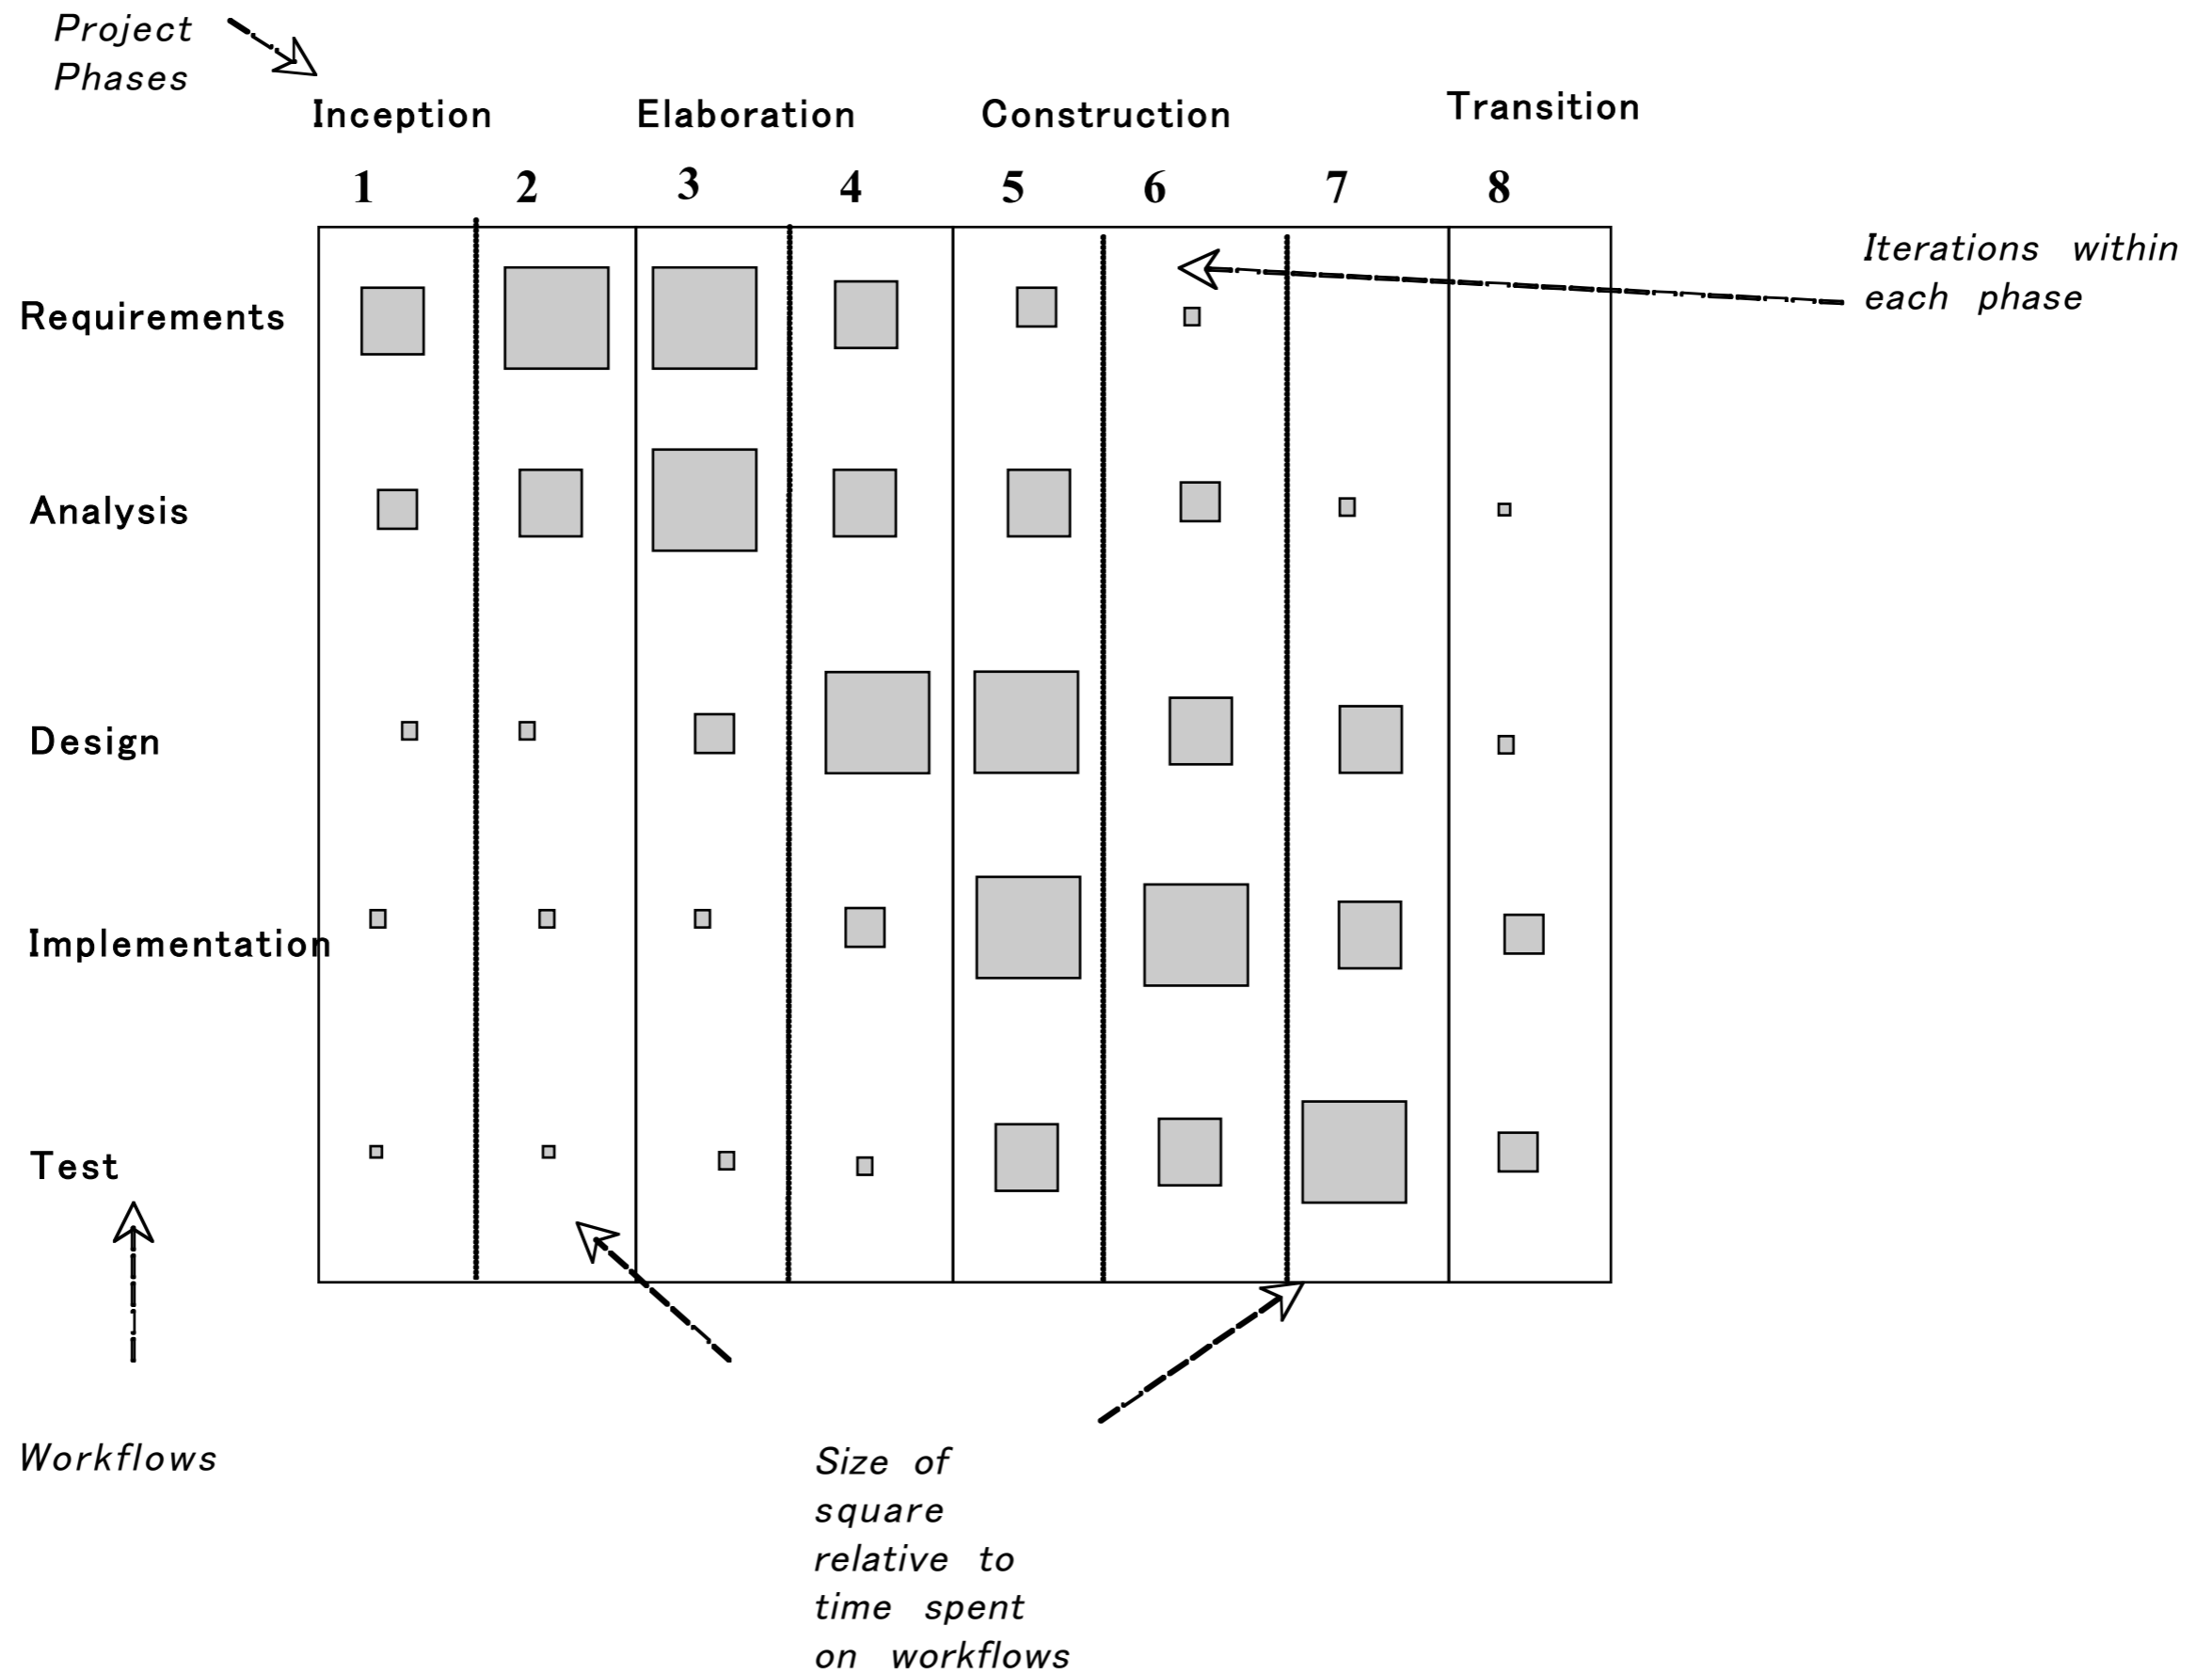 Project
Phases
Inception Elaboration Construction Transition
1 2 3 4 5 6 7 8
Iterations within
each phase
Requirements
Analysis
Design
Implementation
Test
Workflows
Size of
square
relative to
time spent
on workflows